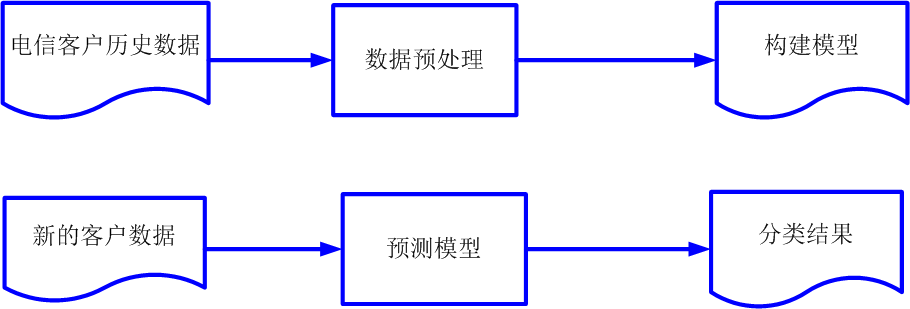 电信客户历史数据
数据预处理
构建模型
新的客户数据
预测模型
分类结果